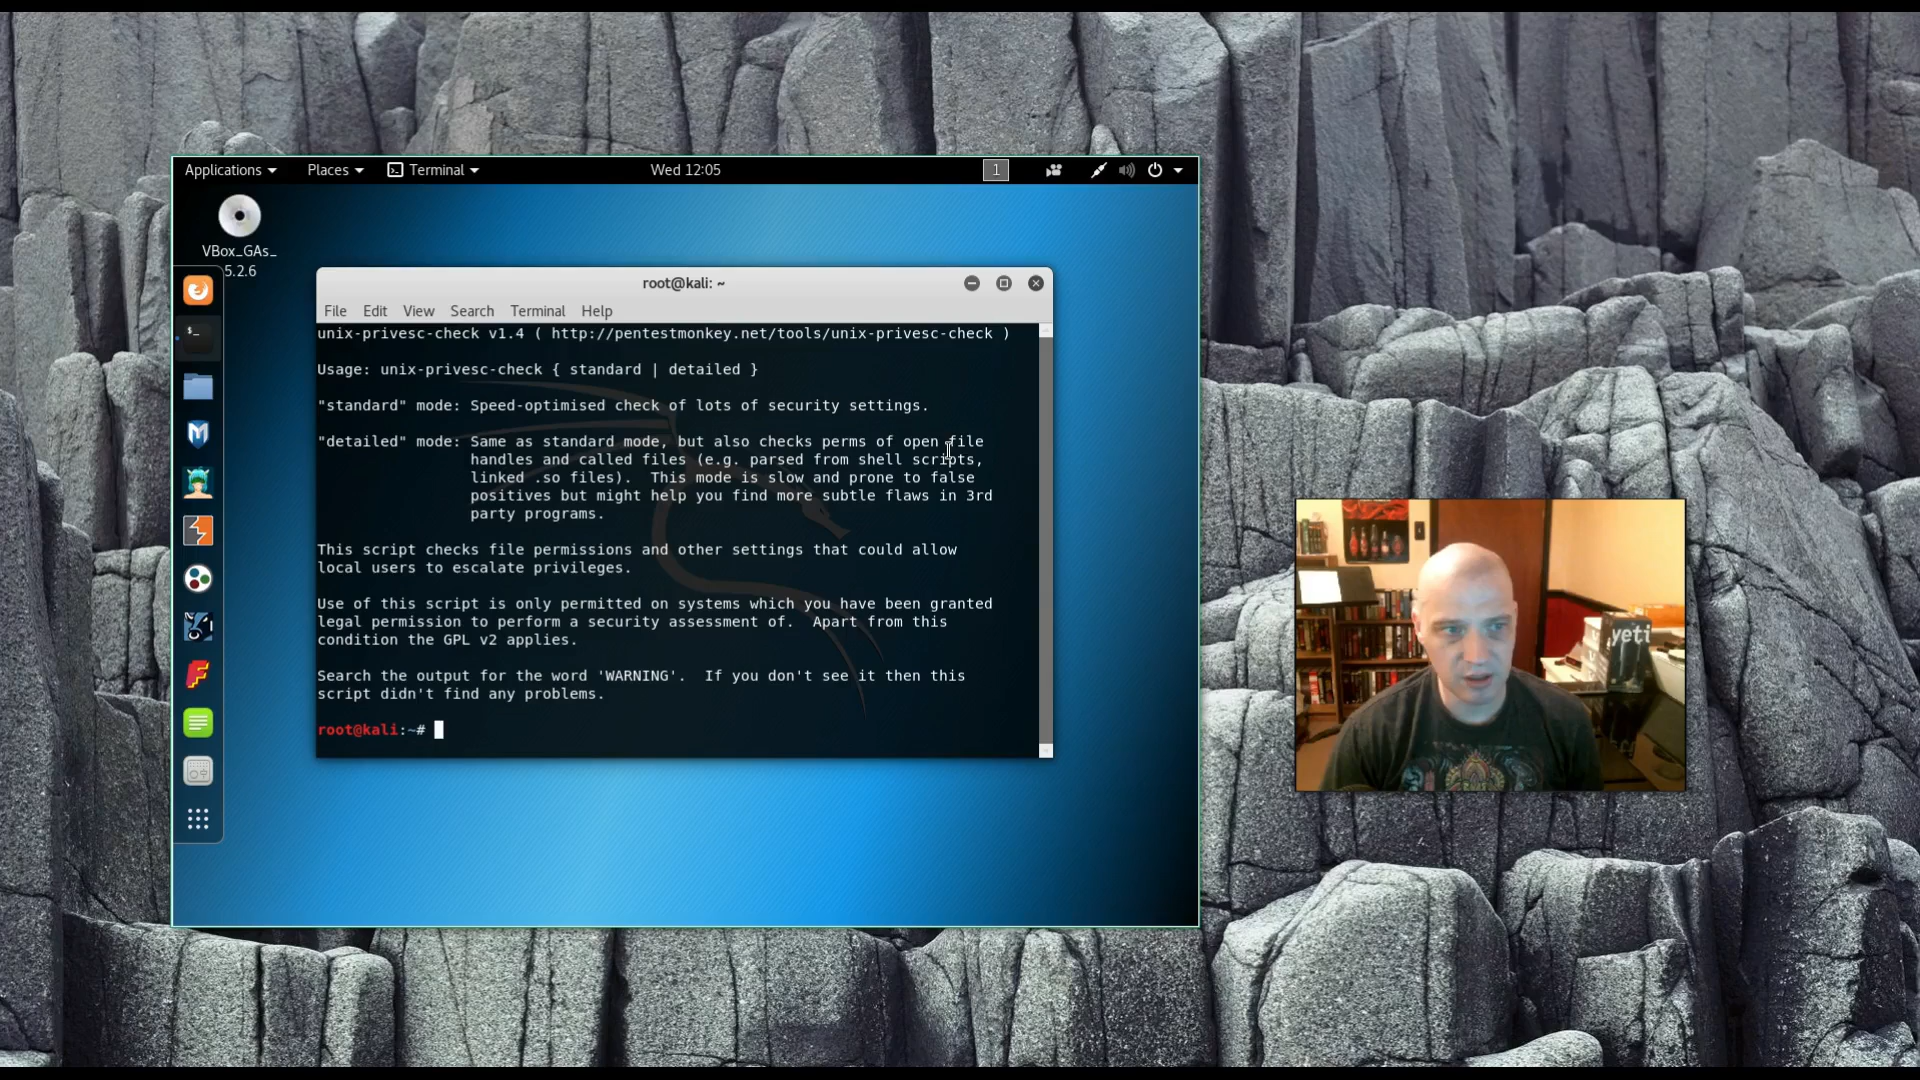 Applications Places Terminal Wed 12:05 1
VBox_GAs_
5.2.6
root@kali: ~
File Edit View Search Terminal Help
unix-privesc-check v1.4 ( http://pentestmonkey.net/tools/unix-privesc-check )
Usage: unix-privesc-check { standard | detailed }
"standard" mode: Speed-optimised check of lots of security settings.
"detailed" mode: Same as standard mode, but also checks perms of open file
handles and called files (e.g. parsed from shell scripts,
linked .so files).  This mode is slow and prone to false
positives but might help you find more subtle flaws in 3rd
party programs.
This script checks file permissions and other settings that could allow
local users to escalate privileges.
Use of this script is only permitted on systems which you have been granted
legal permission to perform a security assessment of.  Apart from this
condition the GPL v2 applies.
Search the output for the word 'WARNING'.  If you don't see it then this
script didn't find any problems.
root@kali:~#
yeti